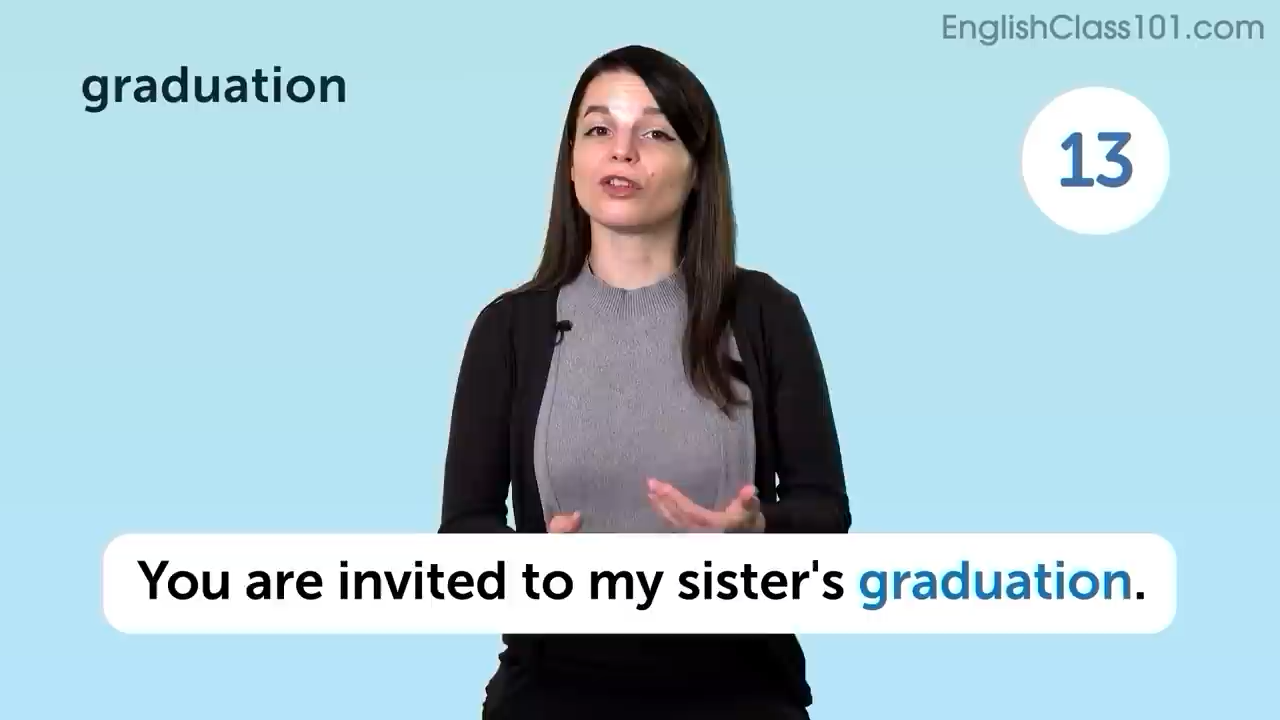 EnglishClass101.com
graduation
13
You are invited to my sister's graduation.